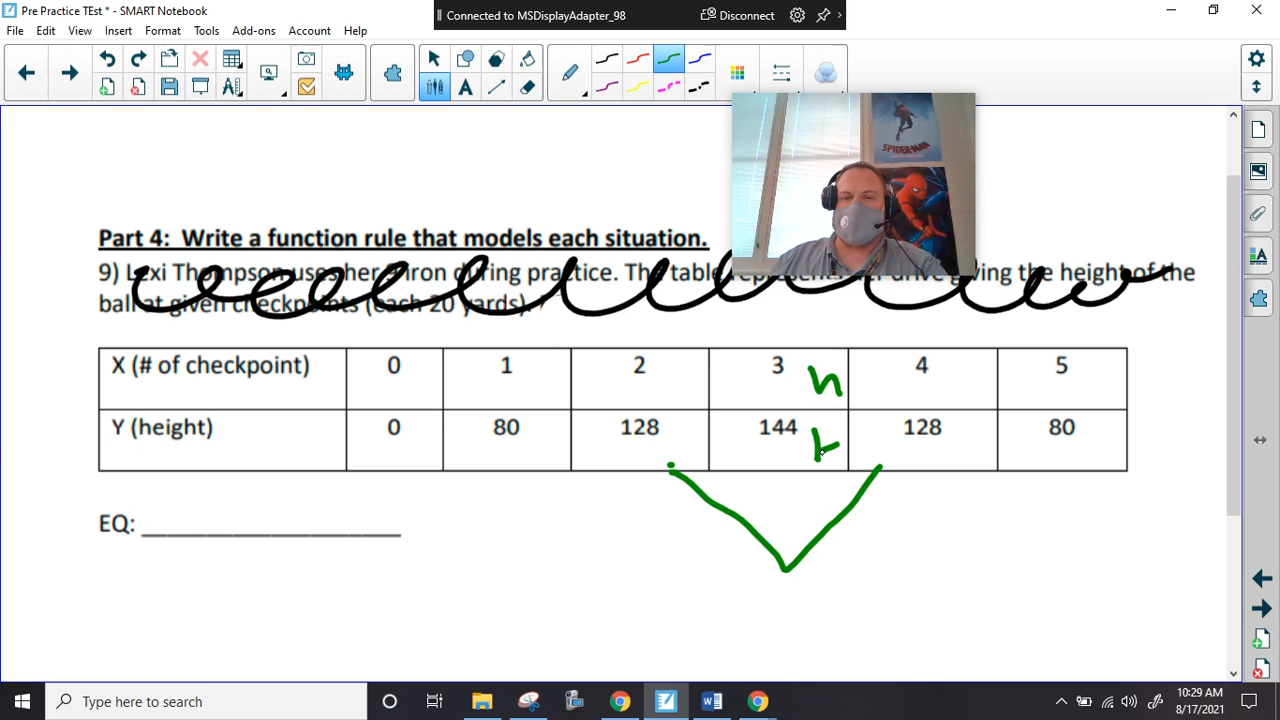 Pre Practice TEst * - SMART Notebook
Connected to MSDisplayAdapter_98
Disconnect
File Edit View Insert Format Tools Add-ons Account Help
SPIDER-MAN
Part 4: Write a function rule that models each situation.
9) Lexi Thompson uses her 9 iron during practice. The table giving the height of the
ball at given checkpoints (each 20 yards).
X (# of checkpoint) 0 1 2 3 h 4 5
Y (height) 0 80 128 144 k 128 80
EQ: ____________________
Type here to search
10:29 AM
8/17/2021